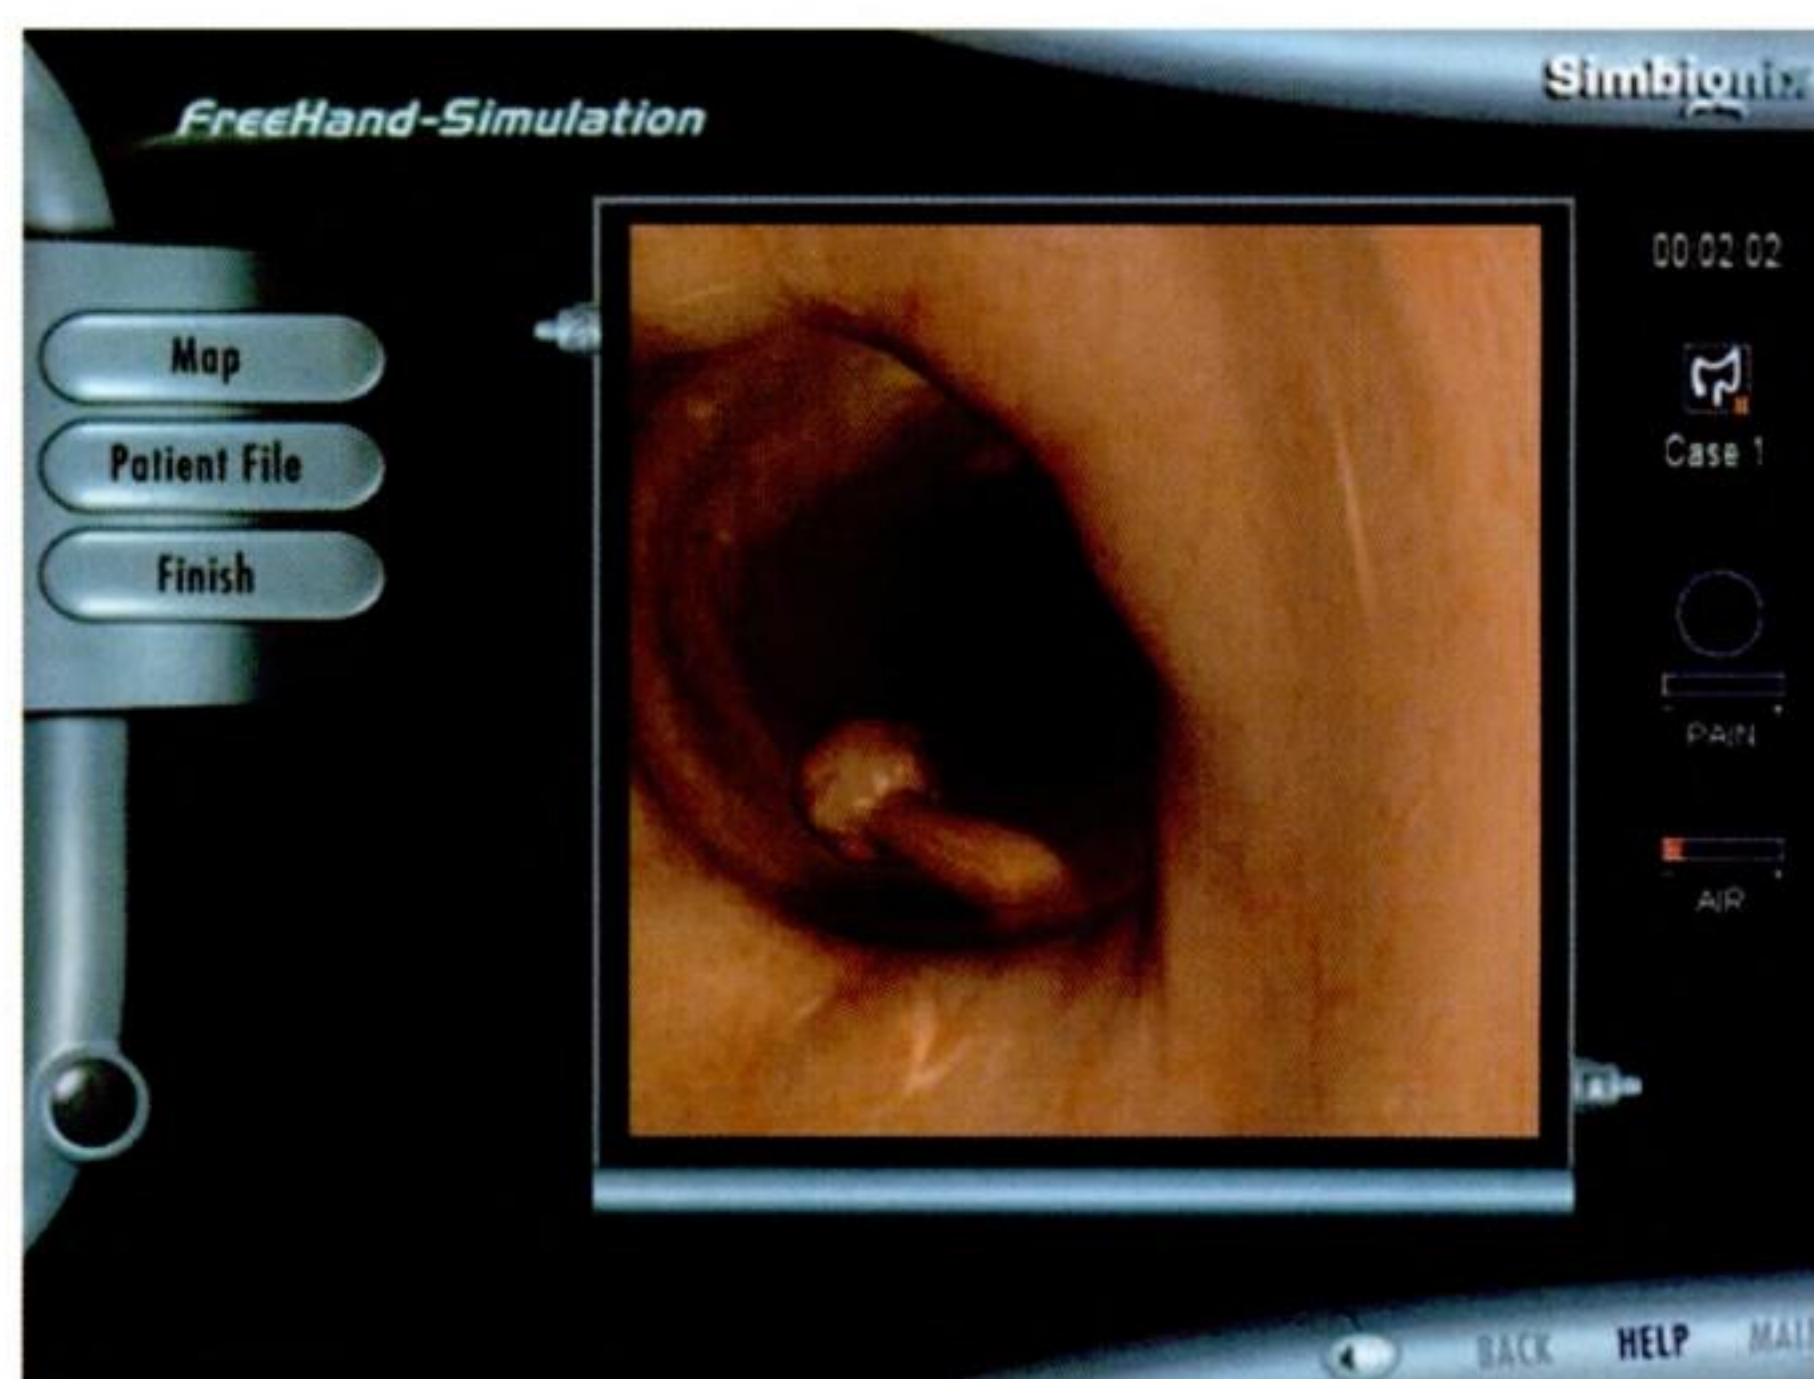 Simbionix
FreeHand-Simulation
00:02:02
Map
Patient File
Finish
Case 1
PAIN
AIR
BACK HELP